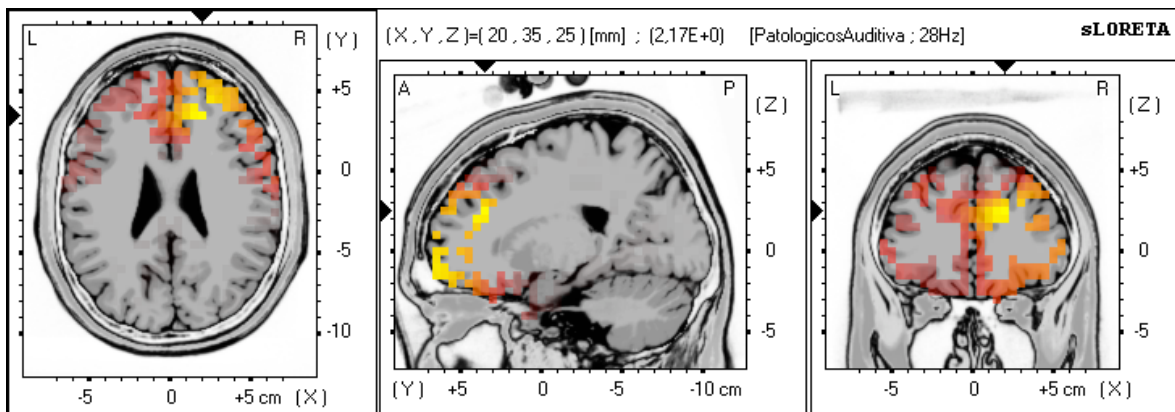 (X,Y,Z)=(20,35,25)[mm] ; (2,17E+0) [PatologicosAuditiva ; 28Hz] sLORETA
L R (Y)
+5
0
-5
-10
-5 0 +5 cm (X)
A P (Z)
+5
0
-5
(Y) +5 0 -5 -10 cm
L R (Z)
+5
0
-5
-5 0 +5 cm (X)